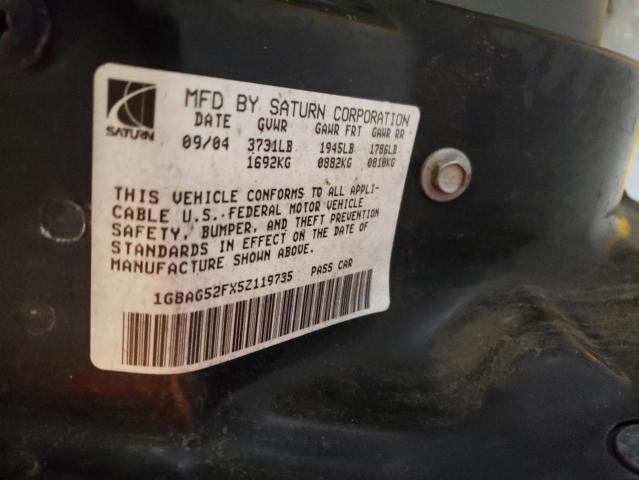 SATURN
MFD BY SATURN CORPORATION
DATE GVWR GAWR FRT GAWR RR
09/04 3731LB 1945LB 1786LB
1692KG 0882KG 0810KG
THIS VEHICLE CONFORMS TO ALL APPLI-
CABLE U.S. FEDERAL MOTOR VEHICLE
SAFETY, BUMPER, AND THEFT PREVENTION
STANDARDS IN EFFECT ON THE DATE OF
MANUFACTURE SHOWN ABOVE.
1G8AG52FX5Z119735 PASS CAR